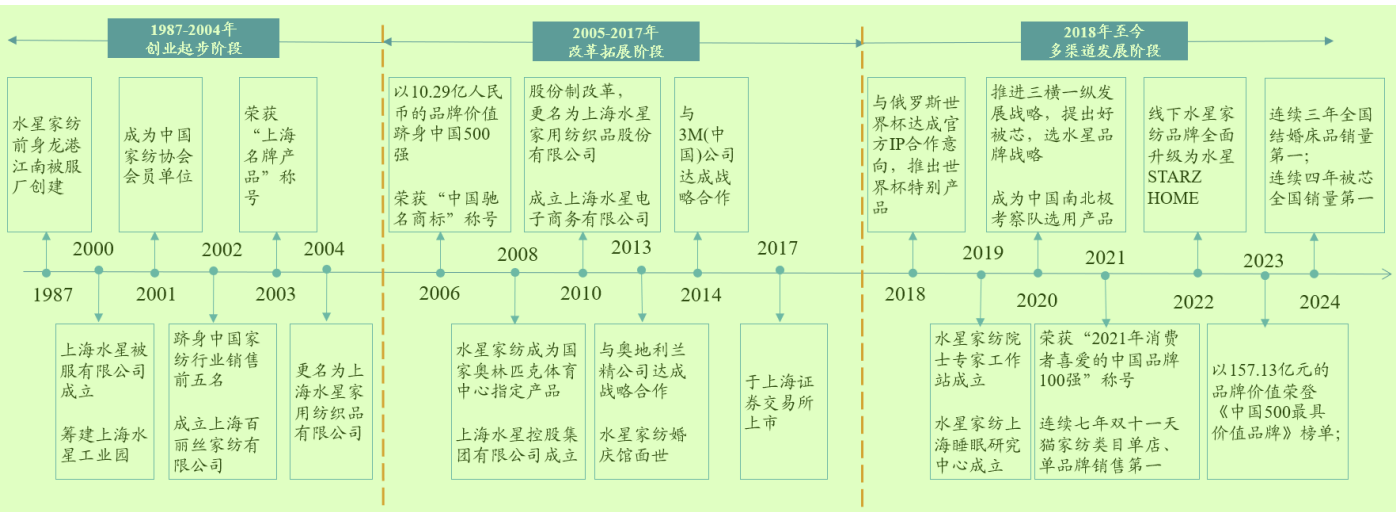 1987-2004年
创业起步阶段
2005-2017年
改革拓展阶段
2018年至今
多渠道发展阶段
水星家纺
前身龙港
江南被服
厂创建
成为中国
家纺协会
会员单位
荣获
“上海
名牌产
品”称
号
以10.29亿人民
币的品牌价值
跻身中国500
强
荣获“中国驰
名商标”称号
股份制改革，
更名为上海水星
家用纺织品股份
有限公司
成立上海水星电
子商务有限公司
与
3M(中
国)公司
达成战
略合作
与俄罗斯世
界杯达成官
方IP合作意
向，推出世
界杯特别产
品
推进三横一纵发
展战略，提出好
被芯，选水星品
牌战略
成为中国南北极
考察队选用产品
线下水星家
纺品牌全面
升级为水星
STARZ
HOME
连续三年全国
结婚床品销量
第一；
连续四年被芯
全国销量第一
1987
2000
2001
2002
2003
2004
2006
2008
2010
2013
2014
2017
2018
2019
2020
2021
2022
2023
2024
上海水星被
服有限公司
成立
筹建上海水
星工业园
跻身中国家
纺行业销售
前五名
成立上海百
丽丝家纺有
限公司
更名为上
海水星家
用纺织品
有限公司
水星家纺成为国
家奥林匹克体育
中心指定产品
上海水星控股集
团有限公司成立
与奥地利兰
精公司达成
战略合作
水星家纺婚
庆馆面世
于上海证
券交易所
上市
水星家纺院
士专家工作
站成立
水星家纺上
海睡眠研究
中心成立
荣获“2021年消费
者喜爱的中国品牌
100强”称号
连续七年双十一天
猫家纺类目单店、
单品牌销售第一
以157.13亿元的
品牌价值荣登
《中国500最具
价值品牌》榜单;